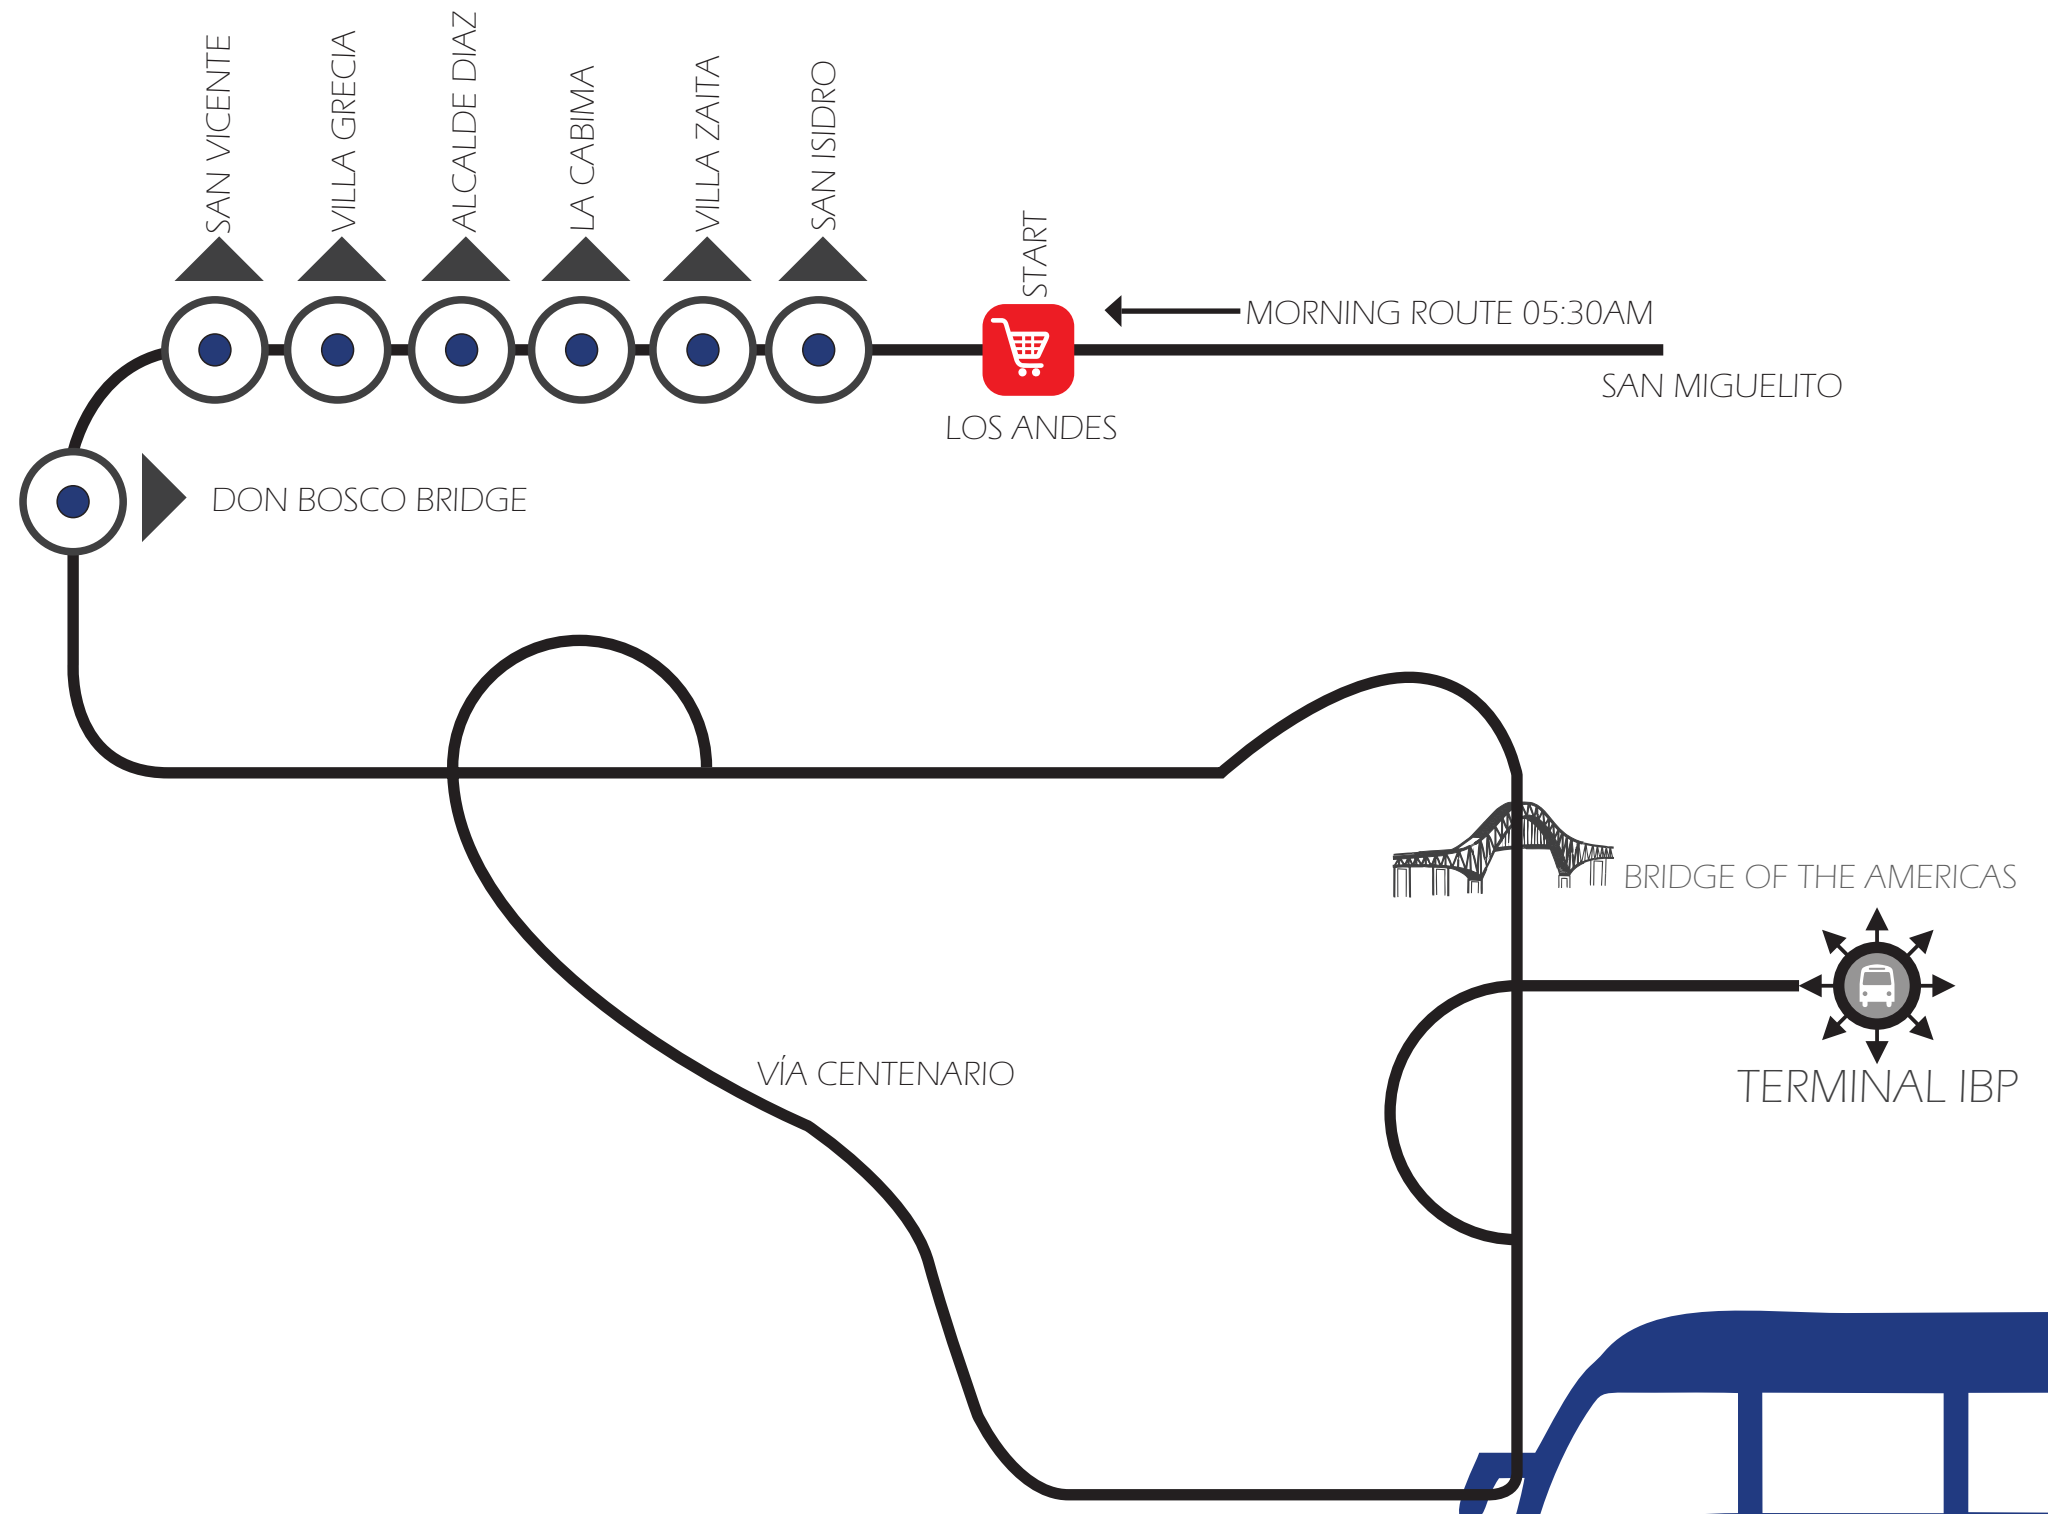 SAN VICENTE
VILLA GRECIA
ALCALDE DIAZ
LA CABIMA
VILLA ZAITA
SAN ISIDRO
START
MORNING ROUTE 05:30AM
SAN MIGUELITO
LOS ANDES
DON BOSCO BRIDGE
BRIDGE OF THE AMERICAS
VÍA CENTENARIO
TERMINAL IBP